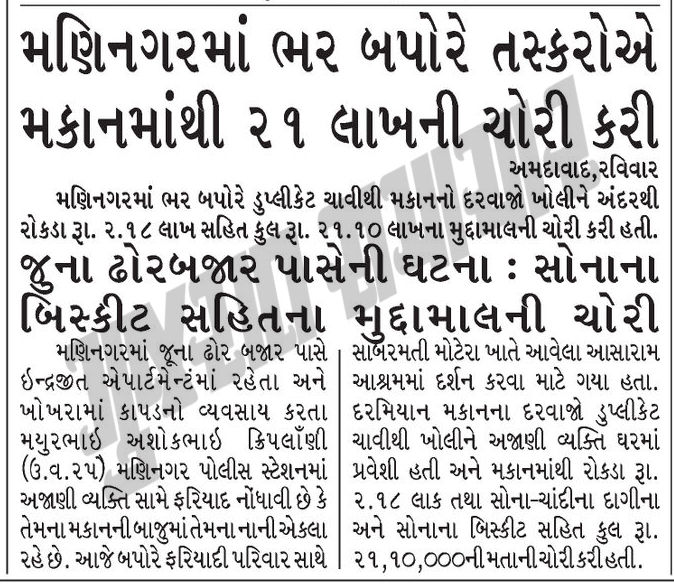 મણિનગરમાં ભર બપોરે તસ્કરોએ
મકાનમાંથી ૨૧ લાખની ચોરી કરી
અમદાવાદ,રવિવાર
મણિનગરમાં ભર બપોરે ડુપ્લીકેટ ચાવીથી મકાનનો દરવાજો ખોલીને અંદરથી
રોકડા રૂા. ૨.૧૮ લાખ સહિત કુલ રૂા. ૨૧.૧૦ લાખના મુદ્દામાલની ચોરી કરી હતી.
જુના ઢોરબજાર પાસેની ઘટના : સોનાના
બિસ્કીટ સહિતના મુદ્દામાલની ચોરી
મણિનગરમાં જૂના ઢોર બજાર પાસે
ઇન્દ્રજીત એપાર્ટમેન્ટમાં રહેતા અને
ખોખરામાં કાપડનો વ્યવસાય કરતા
મયુરભાઇ અશોકભાઇ ક્રિપલાણી
(ઉ.વ.૨૫) મણિનગર પોલીસ સ્ટેશનમાં
અજાણી વ્યક્તિ સામે ફરિયાદ નોંધાવી છે કે
તેમના મકાનની બાજુમાં તેમના નાની એકલા
રહે છે. આજે બપોરે ફરિયાદી પરિવાર સાથે
સાબરમતી મોટેરા ખાતે આવેલા આસારામ
આશ્રમમાં દર્શન કરવા માટે ગયા હતા.
દરમિયાન મકાનના દરવાજો ડુપ્લીકેટ
ચાવીથી ખોલીને અજાણી વ્યક્તિ ઘરમાં
પ્રવેશી હતી અને મકાનમાંથી રોકડા રૂા.
૨.૧૮ લાક તથા સોના-ચાંદીના દાગીના
અને સોનાના બિસ્કીટ સહિત કુલ રૂા.
૨૧,૧૦,૦૦૦ની મતાની ચોરી કરી હતી.
ગુજરાત સમાચાર